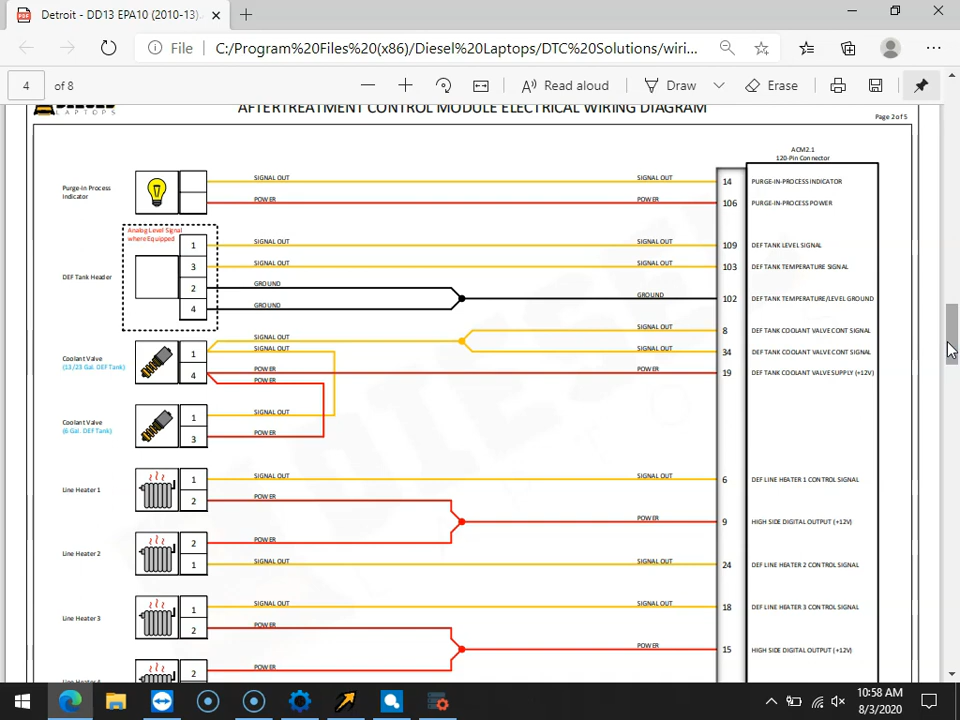 PDF
Detroit - DD13 EPA10 (2010-13)
File
C:/Program%20Files%20(x86)/Diesel%20Laptops/DTC%20Solutions/wiri...
4
of 8
A
Read aloud
Draw
Erase
LAPTOPS
AFTERTREATMENT CONTROL MODULE ELECTRICAL WIRING DIAGRAM
Page 2 of 5
ACM2.1
120-Pin Connector
Purge-In Process
Indicator
SIGNAL OUT
SIGNAL OUT
14
PURGE-IN-PROCESS INDICATOR
POWER
POWER
106
PURGE-IN-PROCESS POWER
Analog Level Signal
where Equipped
DEF Tank Header
1
SIGNAL OUT
SIGNAL OUT
109
DEF TANK LEVEL SIGNAL
3
SIGNAL OUT
SIGNAL OUT
103
DEF TANK TEMPERATURE SIGNAL
2
GROUND
GROUND
102
DEF TANK TEMPERATURE/LEVEL GROUND
4
GROUND
SIGNAL OUT
8
DEF TANK COOLANT VALVE CONT SIGNAL
Coolant Valve
(13/23 Gal. DEF Tank)
1
SIGNAL OUT
SIGNAL OUT
SIGNAL OUT
34
DEF TANK COOLANT VALVE CONT SIGNAL
4
POWER
POWER
POWER
19
DEF TANK COOLANT VALVE SUPPLY (+12V)
Coolant Valve
(6 Gal. DEF Tank)
1
SIGNAL OUT
3
POWER
Line Heater 1
1
SIGNAL OUT
SIGNAL OUT
6
DEF LINE HEATER 1 CONTROL SIGNAL
2
POWER
POWER
9
HIGH SIDE DIGITAL OUTPUT (+12V)
Line Heater 2
2
POWER
1
SIGNAL OUT
SIGNAL OUT
24
DEF LINE HEATER 2 CONTROL SIGNAL
Line Heater 3
1
SIGNAL OUT
SIGNAL OUT
18
DEF LINE HEATER 3 CONTROL SIGNAL
2
POWER
POWER
15
HIGH SIDE DIGITAL OUTPUT (+12V)
2
POWER
10:58 AM
8/3/2020